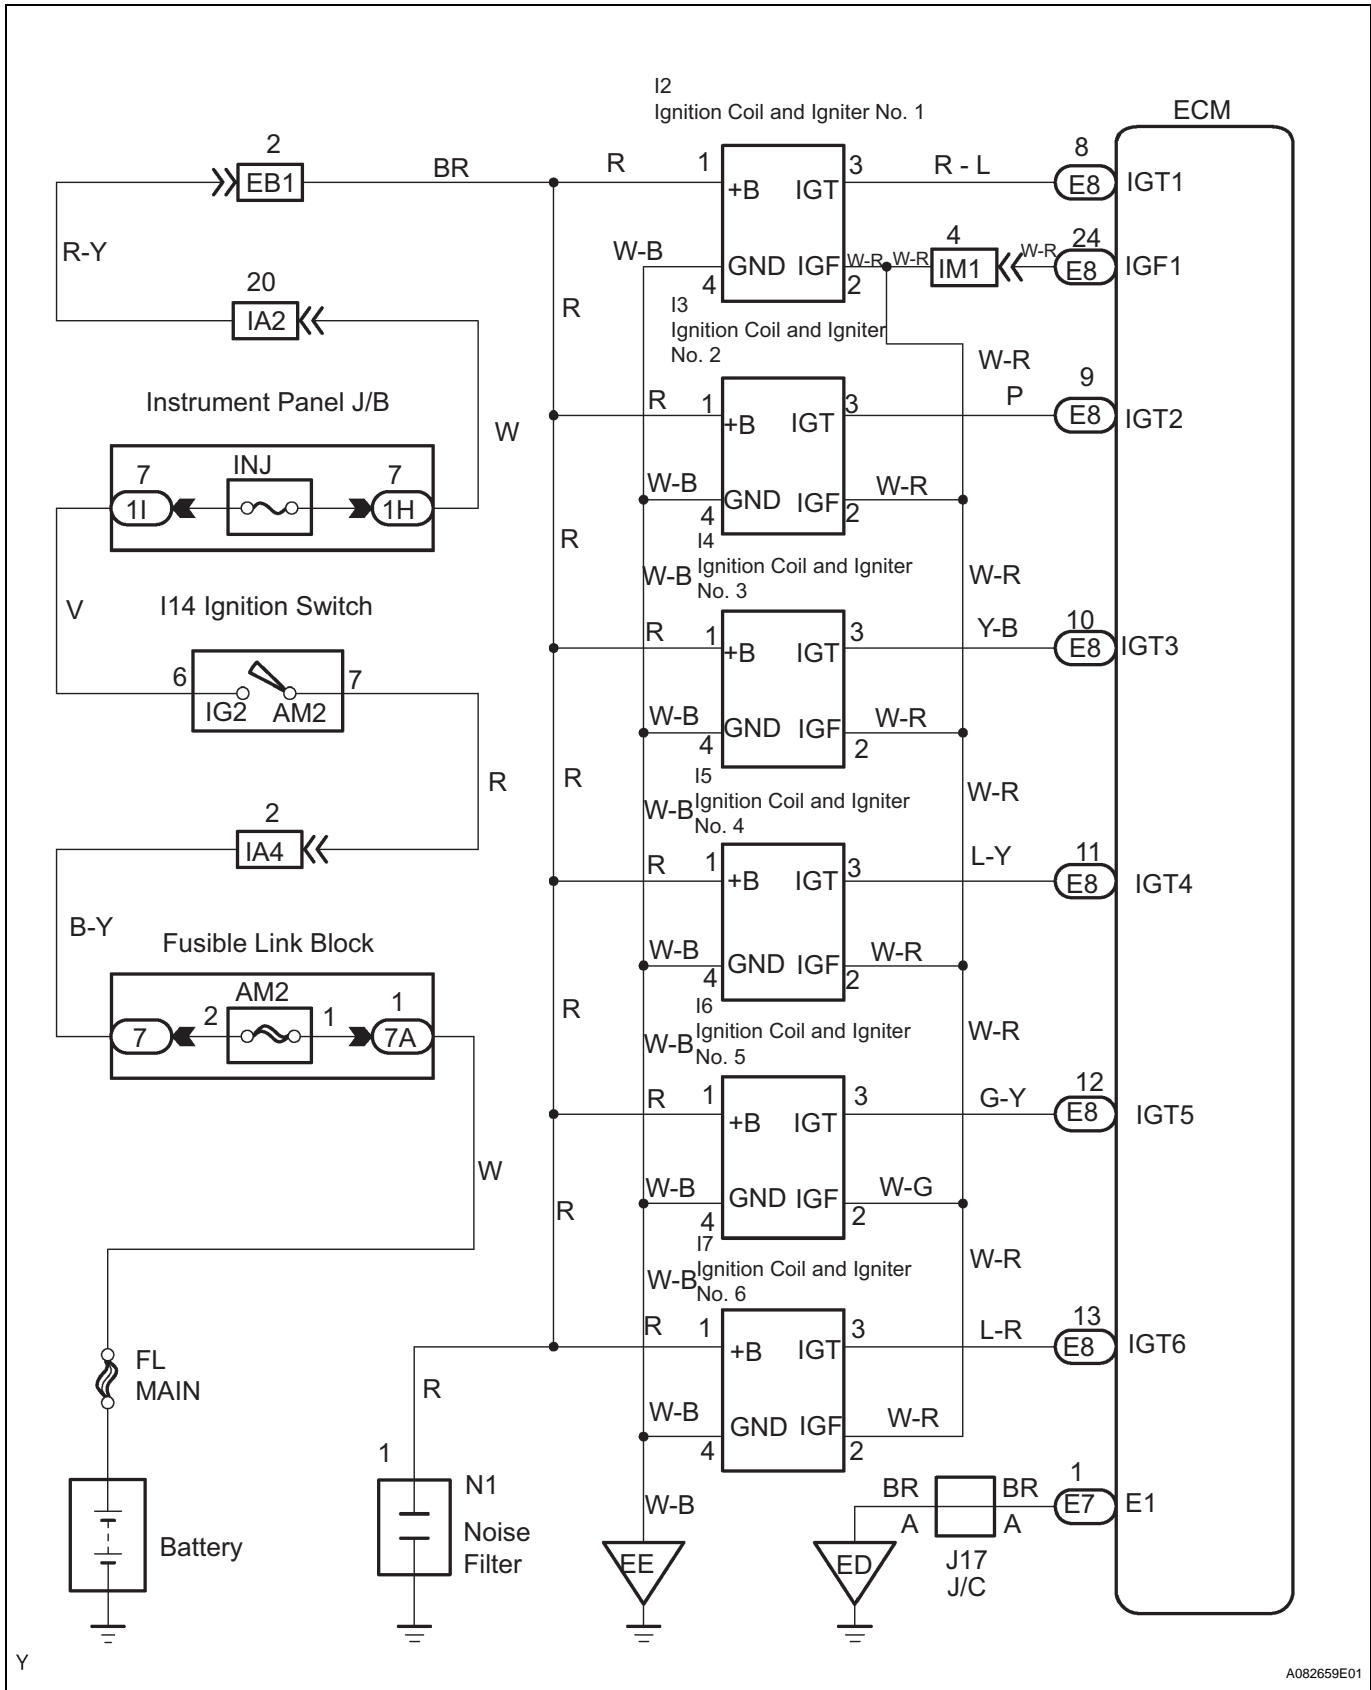 I2
Ignition Coil and Igniter No. 1
ECM
2
EB1
BR
R
1
+B
IGT
3
R - L
8
E8
IGT1
R-Y
W-B
GND
IGF
4
2
W-R
W-R
4
IM1
W-R
24
E8
IGF1
20
IA2
R
I3
Ignition Coil and Igniter
No. 2
W-R
Instrument Panel J/B
W
R
1
+B
IGT
3
P
9
E8
IGT2
7
1I
INJ
7
1H
W-B
GND
IGF
4
2
W-R
R
I4
W-B
Ignition Coil and Igniter
No. 3
W-R
V
I14 Ignition Switch
R
1
+B
IGT
3
Y-B
10
E8
IGT3
6
IG2
AM2
7
W-B
GND
IGF
4
2
W-R
R
R
I5
W-B
Ignition Coil and Igniter
No. 4
W-R
2
IA4
R
1
+B
IGT
3
L-Y
11
E8
IGT4
B-Y
Fusible Link Block
W-B
GND
IGF
4
2
W-R
AM2
7
2
1
1
7A
R
I6
W-B
Ignition Coil and Igniter
No. 5
W-R
R
1
+B
IGT
3
G-Y
12
E8
IGT5
W
W-B
GND
IGF
4
2
W-G
R
I7
W-B
Ignition Coil and Igniter
No. 6
W-R
R
1
+B
IGT
3
L-R
13
E8
IGT6
FL
MAIN
R
W-B
GND
IGF
4
2
W-R
1
N1
Noise
Filter
Battery
W-B
EE
BR
A
BR
A
J17
J/C
ED
1
E7
E1
Y
A082659E01